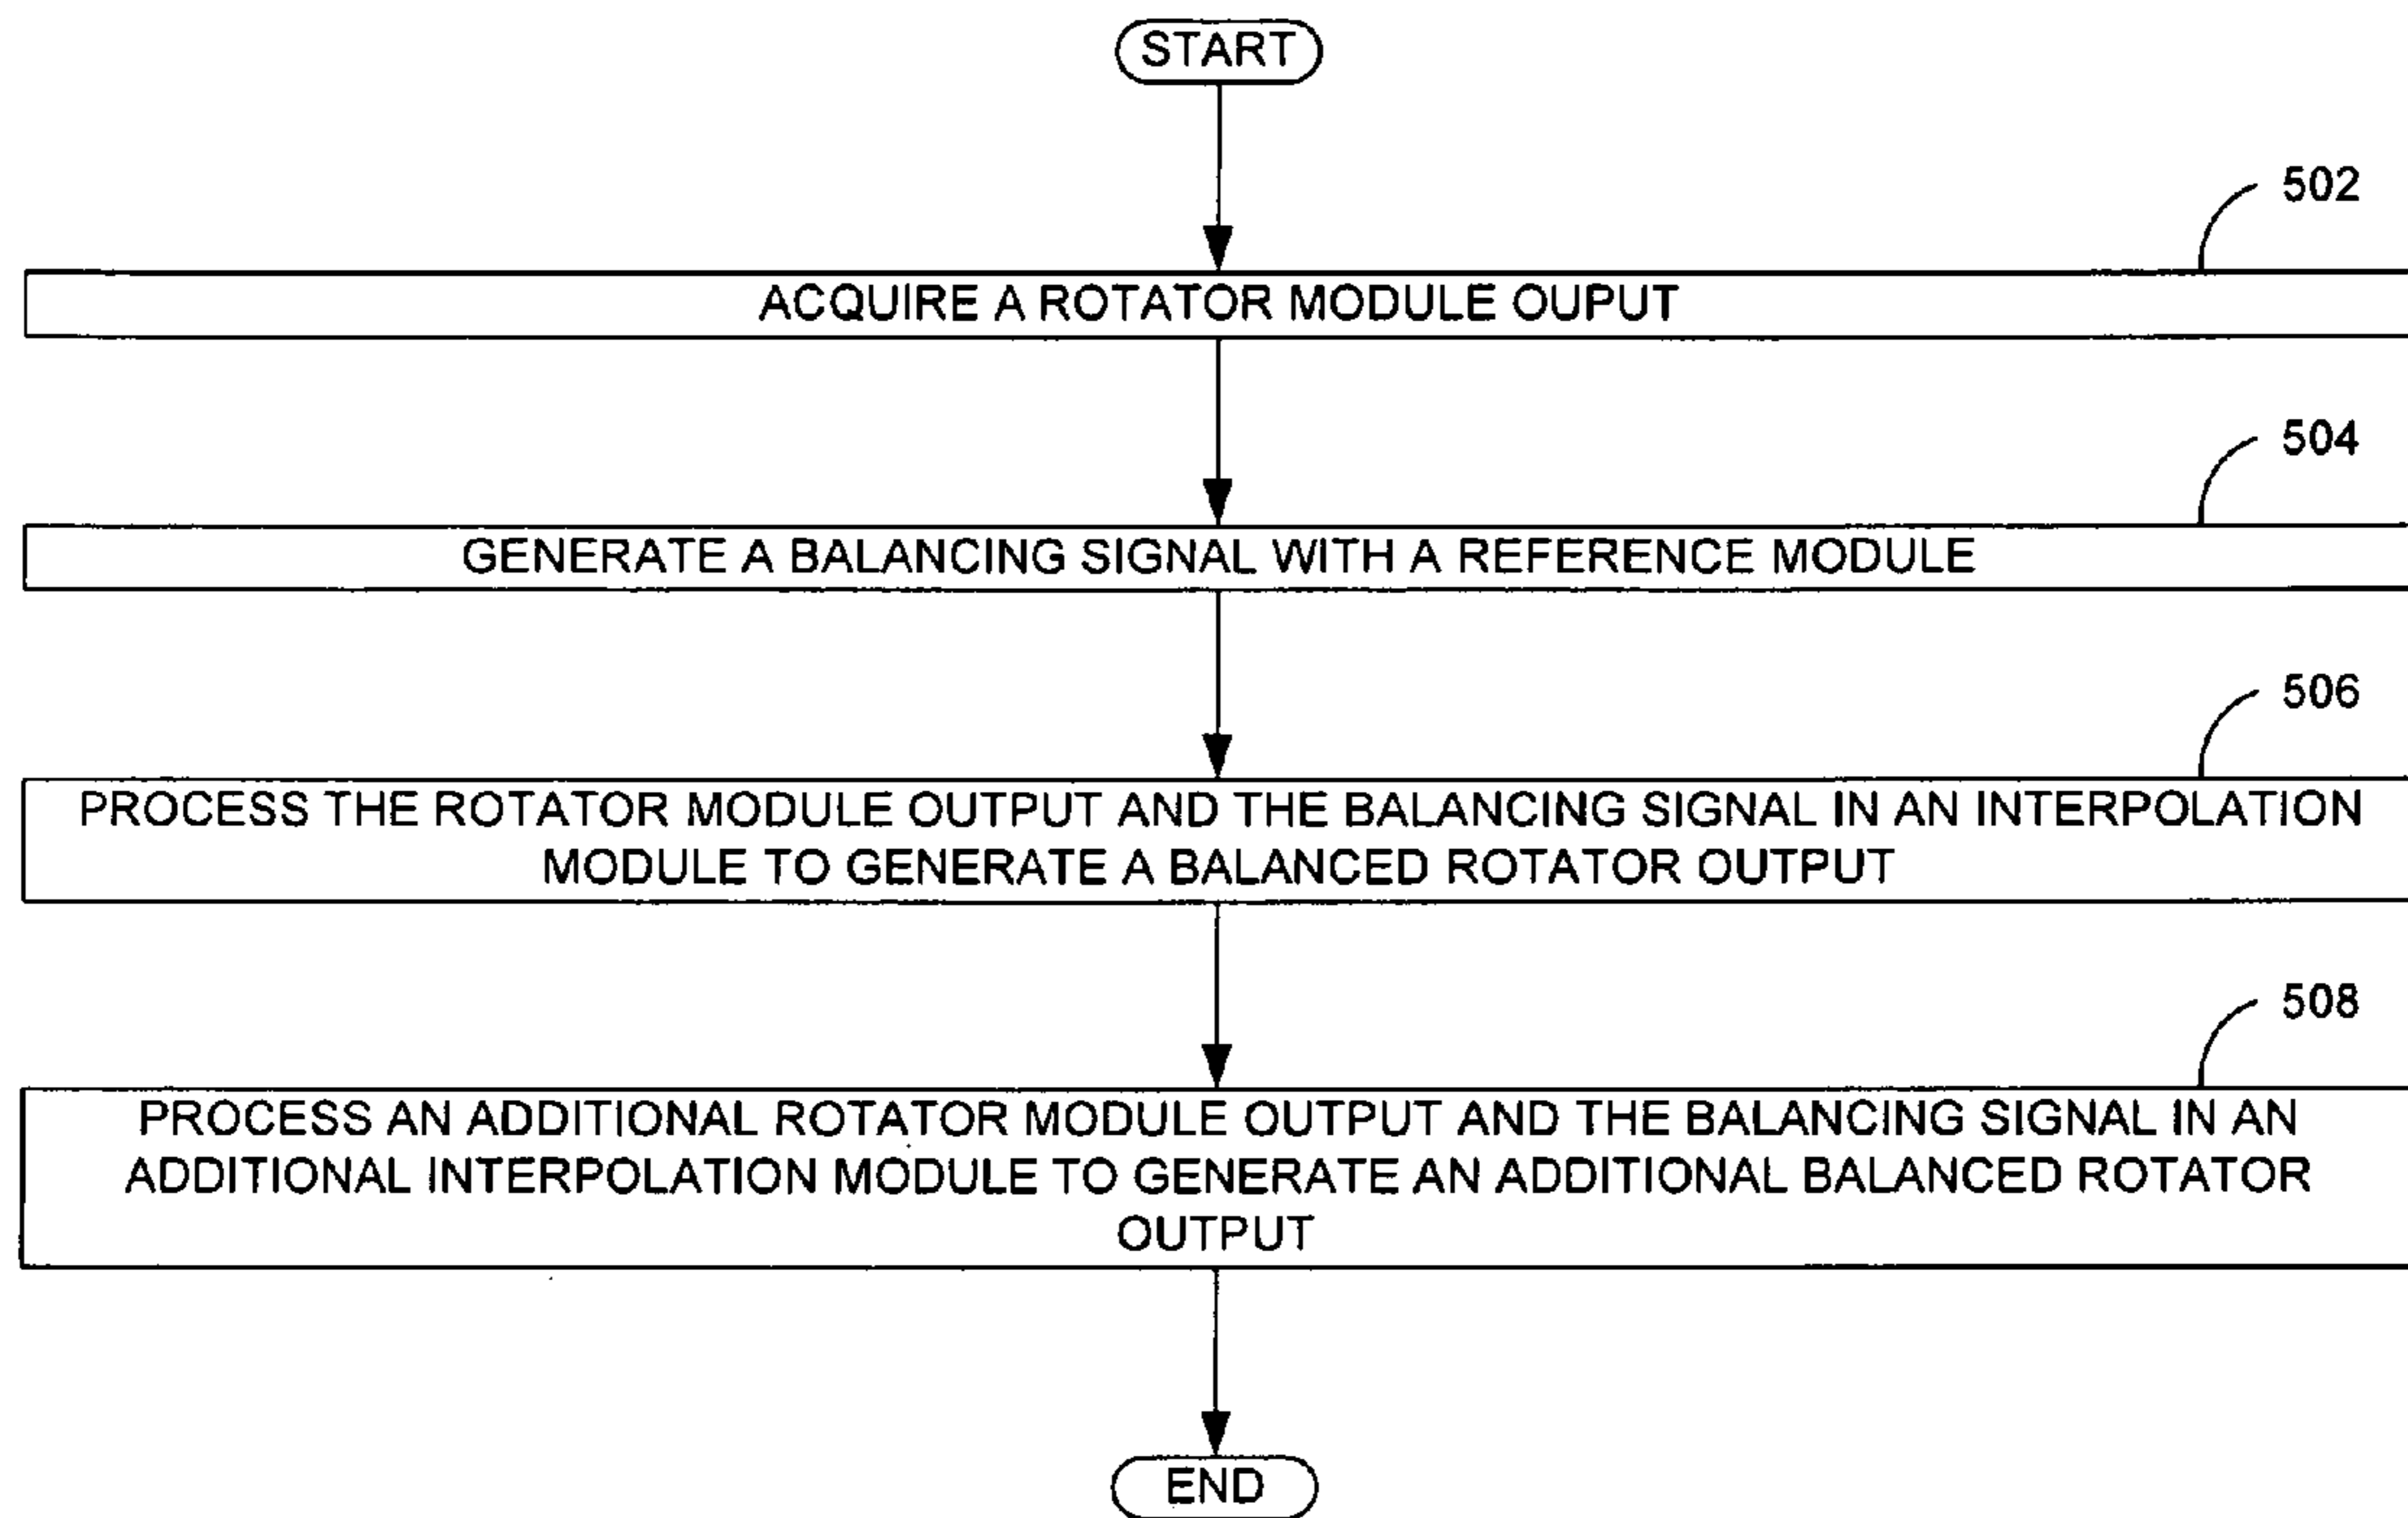 START
502
ACQUIRE A ROTATOR MODULE OUPUT
504
GENERATE A BALANCING SIGNAL WITH A REFERENCE MODULE
506
PROCESS THE ROTATOR MODULE OUTPUT AND THE BALANCING SIGNAL IN AN INTERPOLATION
MODULE TO GENERATE A BALANCED ROTATOR OUTPUT
508
PROCESS AN ADDITIONAL ROTATOR MODULE OUTPUT AND THE BALANCING SIGNAL IN AN
ADDITIONAL INTERPOLATION MODULE TO GENERATE AN ADDITIONAL BALANCED ROTATOR
OUTPUT
END